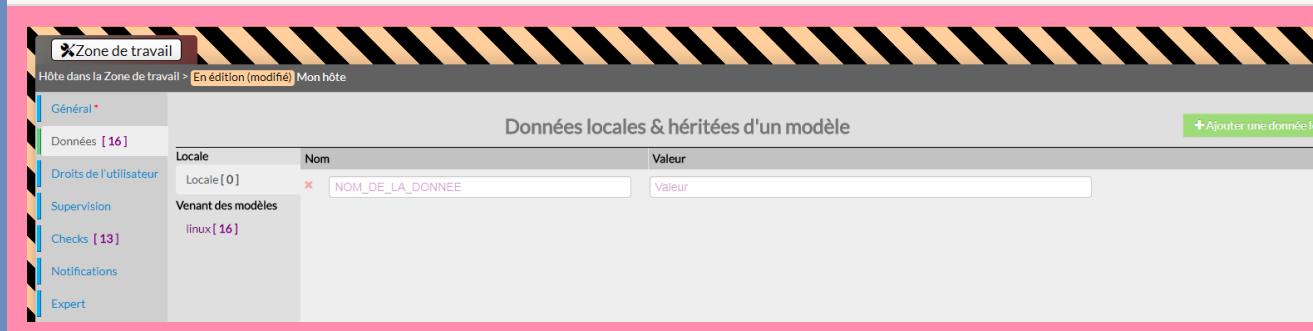 Zone de travail
Hôte dans la Zone de travail > En édition (modifié) Mon hôte
Général *
Données [ 16 ]
Droits de l'utilisateur
Supervision
Checks [ 13 ]
Notifications
Expert
Données locales & héritées d'un modèle
+ Ajouter une donnée
Locale
Locale [ 0 ]
Venant des modèles
linux [ 16 ]
Nom
Valeur
× NOM_DE_LA_DONNEE
Valeur